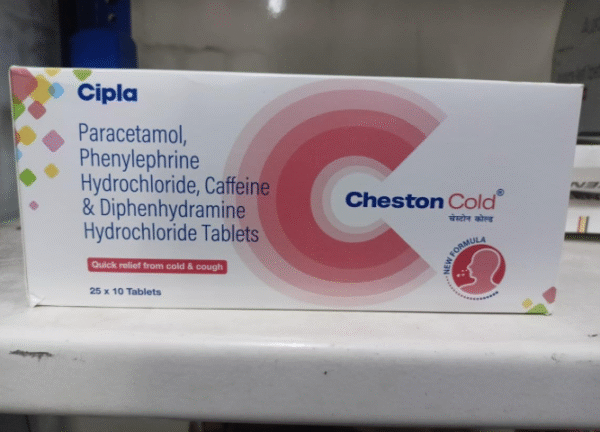 Cipla
Paracetamol,
Phenylephrine
Hydrochloride, Caffeine
& Diphenhydramine
Hydrochloride Tablets
Quick relief from cold & cough
25 x 10 Tablets
Cheston Cold®
चेस्टोन कोल्ड
NEW FORMULA